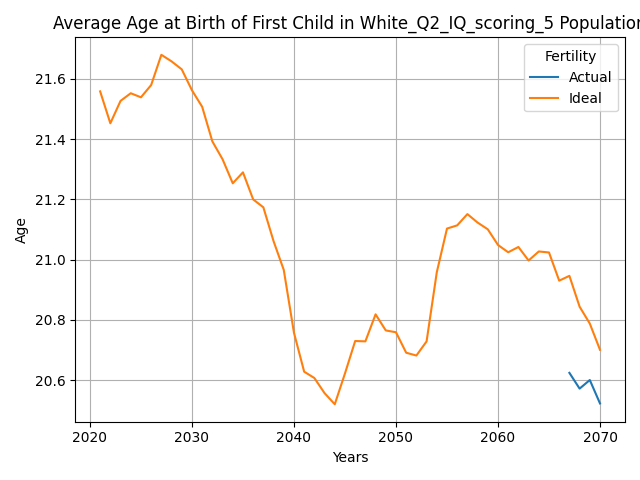 Average Age at Birth of First Child in White_Q2_IQ_scoring_5 Population
Fertility
Actual
Ideal
21.6
21.4
21.2
21.0
20.8
20.6
Age
2020
2030
2040
2050
2060
2070
Years